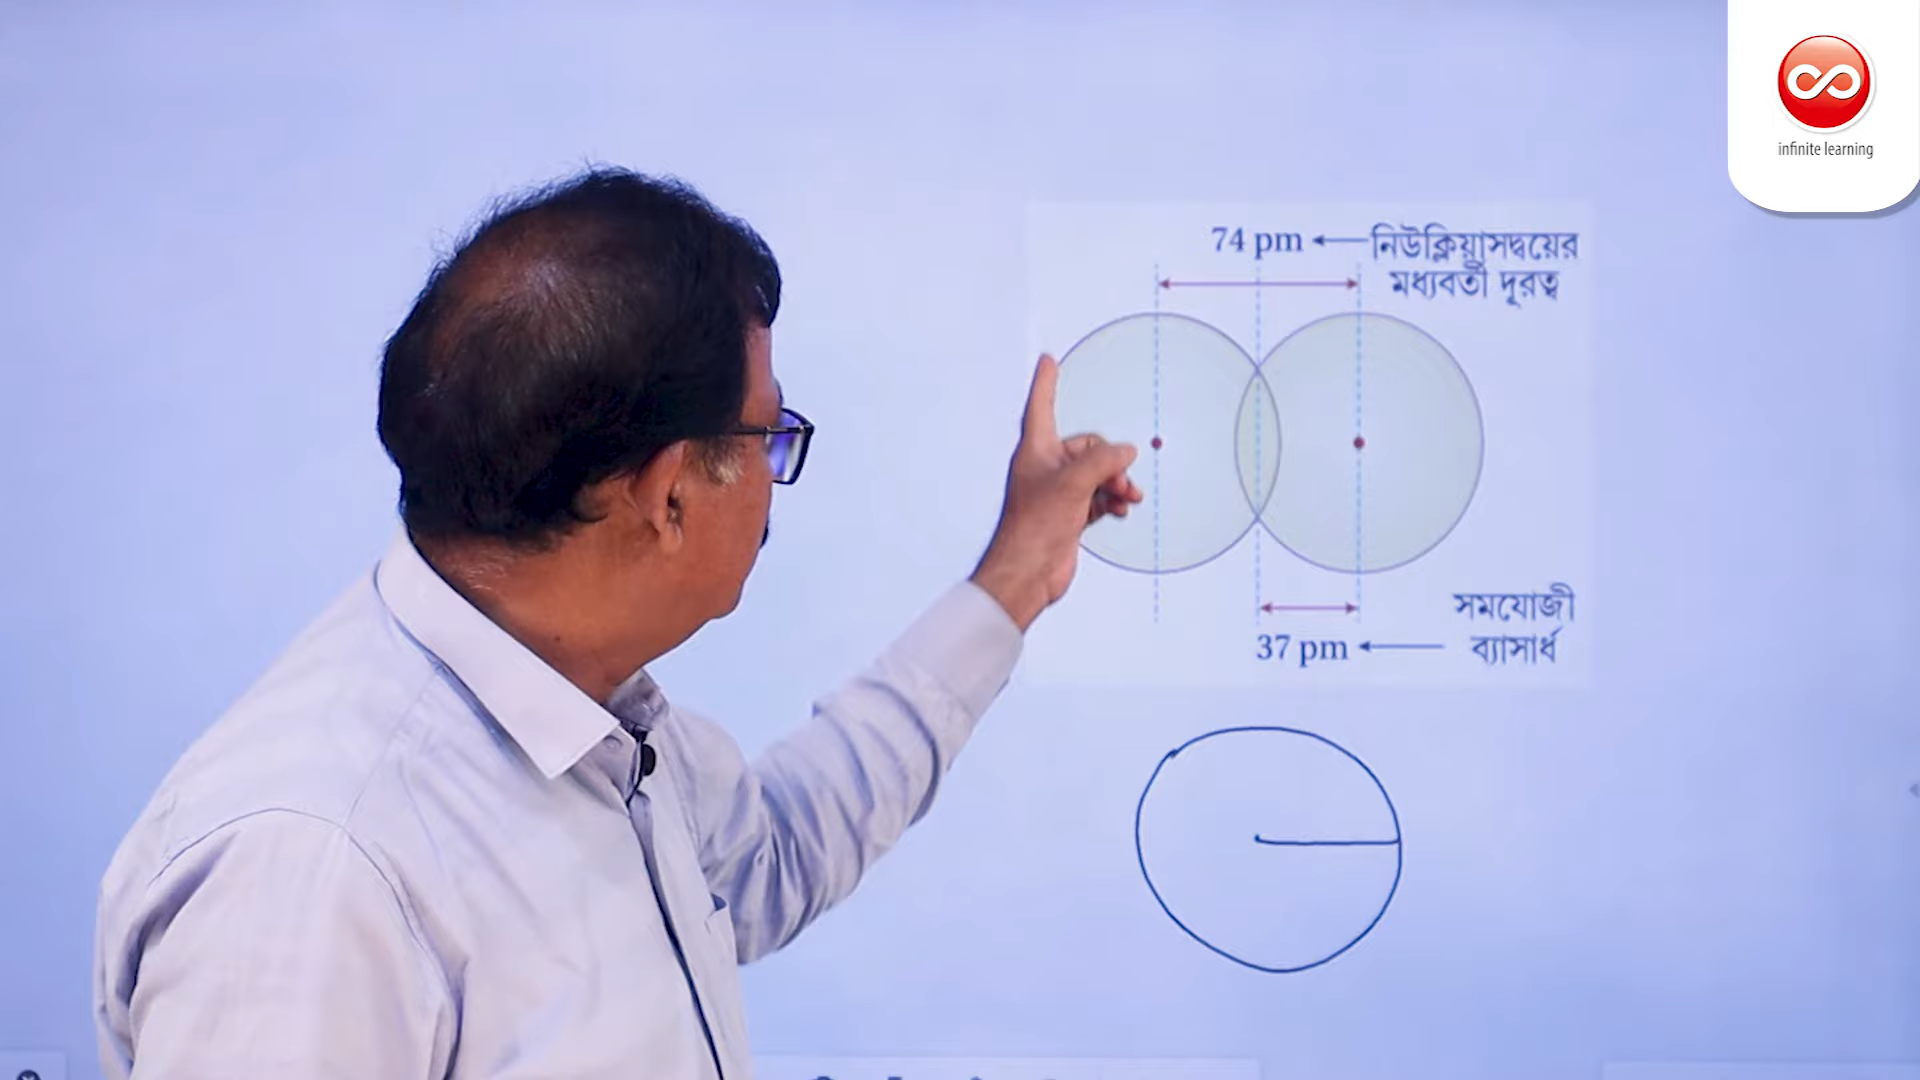 infinite learning
74 pm নিউক্লিয়াসদ্বয়ের
মধ্যবর্তী দূরত্ব
সমযোজী
37 pm ব্যাসার্ধ